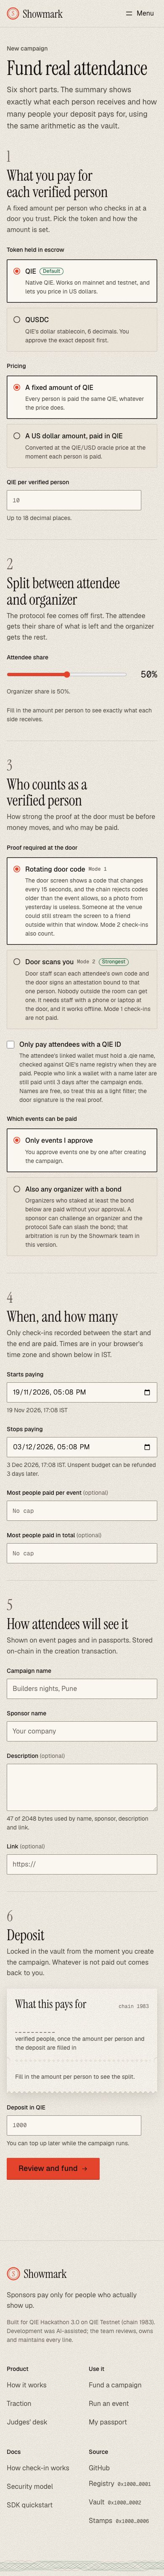 Showmark
Menu
New campaign
Fund real attendance
Six short parts. The summary shows
exactly what each person receives and how
many people your deposit pays for, using
the same arithmetic as the vault.
1
What you pay for
each verified person
A fixed amount per person who checks in at a
door you trust. Pick the token and how the
amount is set.
Token held in escrow
QIE Default
Native QIE. Works on mainnet and testnet, and
lets you price in US dollars.
QUSDC
QIE's dollar stablecoin, 6 decimals. You
approve the exact deposit first.
Pricing
A fixed amount of QIE
Every person is paid the same QIE, whatever
the price does.
A US dollar amount, paid in QIE
Converted at the QIE/USD oracle price at the
moment each person is paid.
QIE per verified person
10
Up to 18 decimal places.
2
Split between attendee
and organizer
The protocol fee comes off first. The attendee
gets their share of what is left and the organizer
gets the rest.
Attendee share
50%
Organizer share is 50%.
Fill in the amount per person to see exactly what each
side receives.
3
Who counts as a
verified person
How strong the proof at the door must be before
money moves, and who may be paid.
Proof required at the door
Rotating door code Mode 1
The door screen shows a code that changes
every 15 seconds, and the chain rejects codes
older than the event allows, so a photo from
yesterday is useless. Someone at the venue
could still stream the screen to a friend
outside within that window. Mode 2 check-ins
also count.
Door scans you Mode 2 Strongest
Door staff scan each attendee's own code and
the door signs an attestation bound to that
person. Nobody outside the room can get
one. It needs staff with a phone or laptop at
the door, and it works offline. Mode 1 check-ins
are not paid.
Only pay attendees with a QIE ID
The attendee's linked wallet must hold a .qie name,
checked against QIE's name registry when they are
paid. People who link a wallet with a name later are
still paid until 3 days after the campaign ends.
Names are free, so treat this as a light filter; the
door signature is the real proof.
Which events can be paid
Only events I approve
You approve events one by one after creating
the campaign.
Also any organizer with a bond
Organizers who staked at least the bond
below are paid without your approval. A
sponsor can challenge an organizer and the
protocol Safe can slash the bond; that
arbitration is run by the Showmark team in
this version.
4
When, and how many
Only check-ins recorded between the start and
the end are paid. Times are in your browser's
time zone and shown below in IST.
Starts paying
19/11/2026, 05:08 PM
19 Nov 2026, 17:08 IST
Stops paying
03/12/2026, 05:08 PM
3 Dec 2026, 17:08 IST. Unspent budget can be refunded
3 days later.
Most people paid per event (optional)
No cap
Most people paid in total (optional)
No cap
5
How attendees will see it
Shown on event pages and in passports. Stored
on-chain in the creation transaction.
Campaign name
Builders nights, Pune
Sponsor name
Your company
Description (optional)
47 of 2048 bytes used by name, sponsor, description
and link.
Link (optional)
https://
6
Deposit
Locked in the vault from the moment you create
the campaign. Whatever is not paid out comes
back to you.
What this pays for chain 1983
verified people, once the amount per person and
the deposit are filled in
Fill in the amount per person to see the split.
Deposit in QIE
1000
You can top up later while the campaign runs.
Review and fund →
Showmark
Sponsors pay only for people who actually
show up.
Built for QIE Hackathon 3.0 on QIE Testnet (chain 1983).
Development was AI-assisted; the team reviews, owns
and maintains every line.
Product
How it works
Traction
Judges' desk
Use it
Fund a campaign
Run an event
My passport
Docs
How check-in works
Security model
SDK quickstart
Source
GitHub
Registry 0x1000…0001
Vault 0x1000…0002
Stamps 0x1000…0006